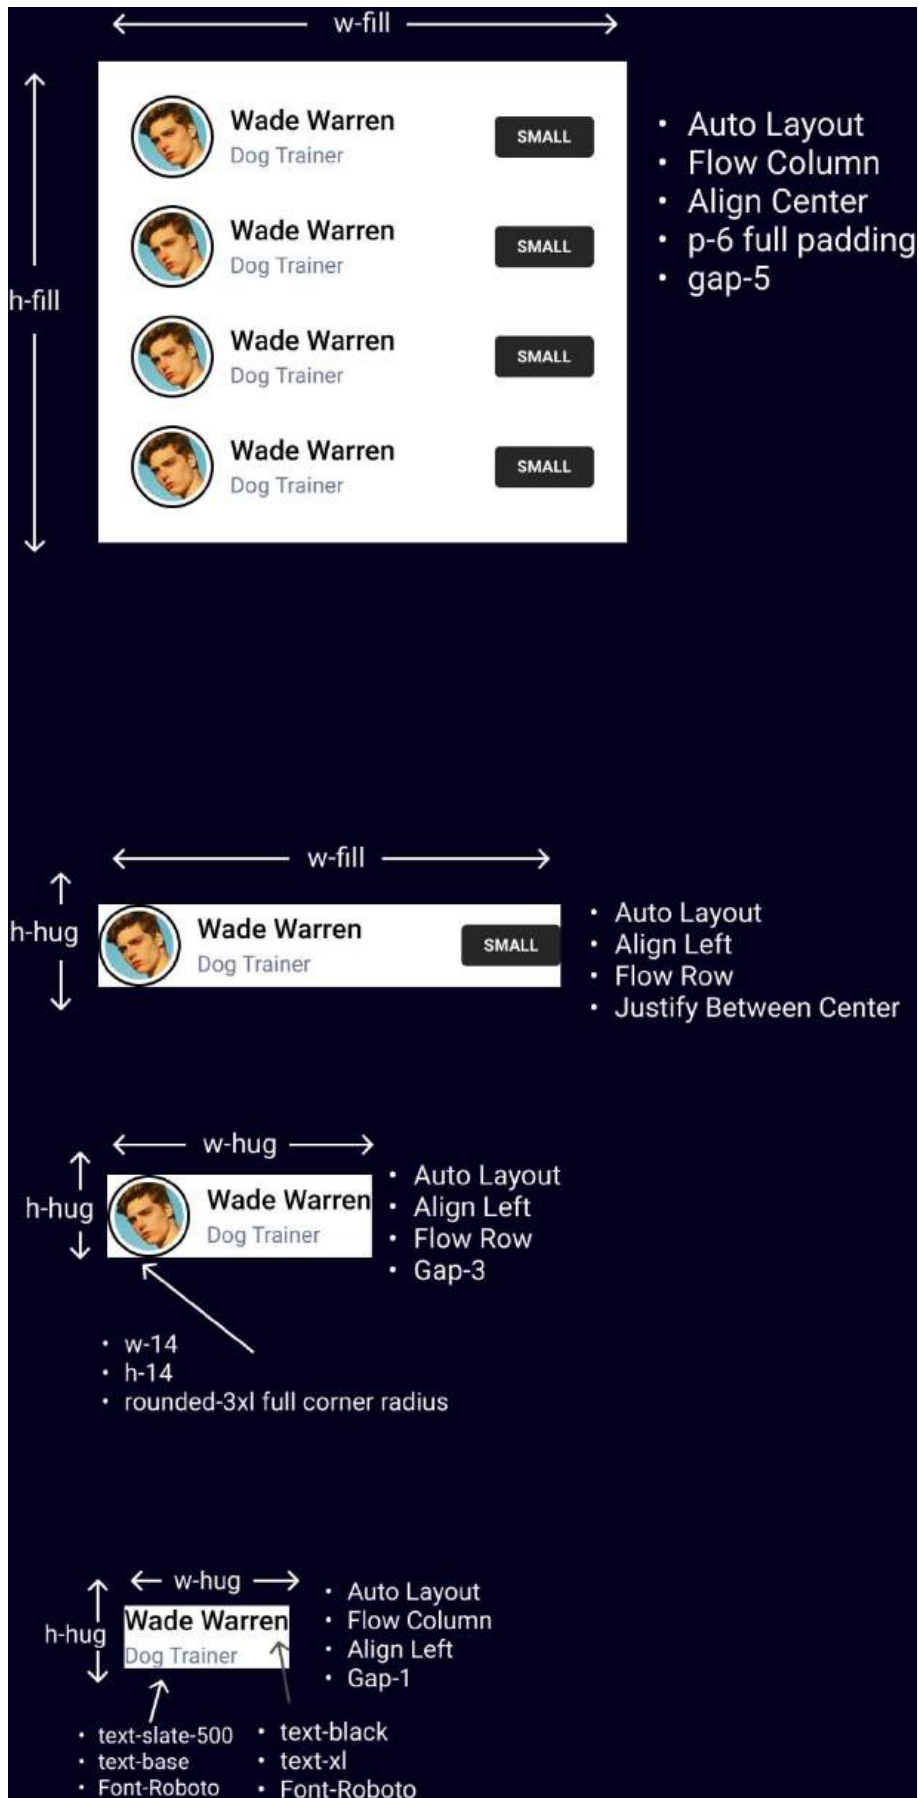 w-fill
h-fill
Wade Warren
Dog Trainer
SMALL
Wade Warren
Dog Trainer
SMALL
Wade Warren
Dog Trainer
SMALL
Wade Warren
Dog Trainer
SMALL
• Auto Layout
• Flow Column
• Align Center
• p-6 full padding
• gap-5
w-fill
h-hug
Wade Warren
Dog Trainer
SMALL
• Auto Layout
• Align Left
• Flow Row
• Justify Between Center
w-hug
h-hug
Wade Warren
Dog Trainer
• Auto Layout
• Align Left
• Flow Row
• Gap-3
• w-14
• h-14
• rounded-3xl full corner radius
w-hug
h-hug
Wade Warren
Dog Trainer
• Auto Layout
• Flow Column
• Align Left
• Gap-1
• text-slate-500
• text-base
• Font-Roboto
• text-black
• text-xl
• Font-Roboto